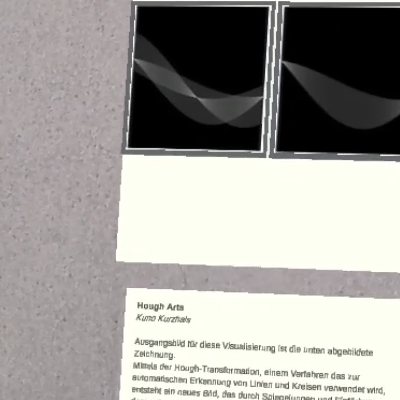 Hough Arts
Kuno Kurzhals
Ausgangsbild für diese Visualisierung ist die unten abgebildete
Zeichnung.
Mittels der Hough-Transformation, einem Verfahren das zur
automatischen Erkennung von Linien und Kreisen verwendet wird,
entsteht ein neues Bild, das durch Spiegelungen und